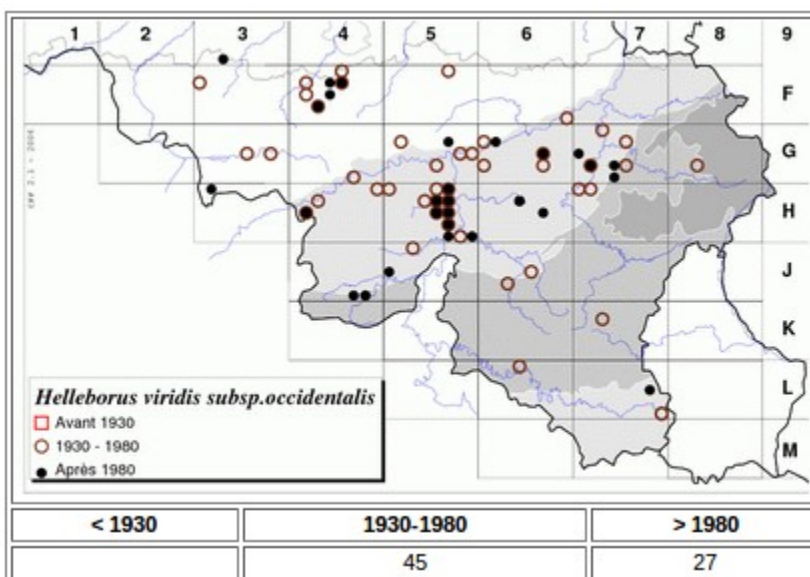 1 2 3 4 5 6 7 8 9
F
G
H
J
K
L
M
Helleborus viridis subsp.occidentalis
Avant 1930
1930 - 1980
Après 1980
< 1930 1930-1980 > 1980
45 27